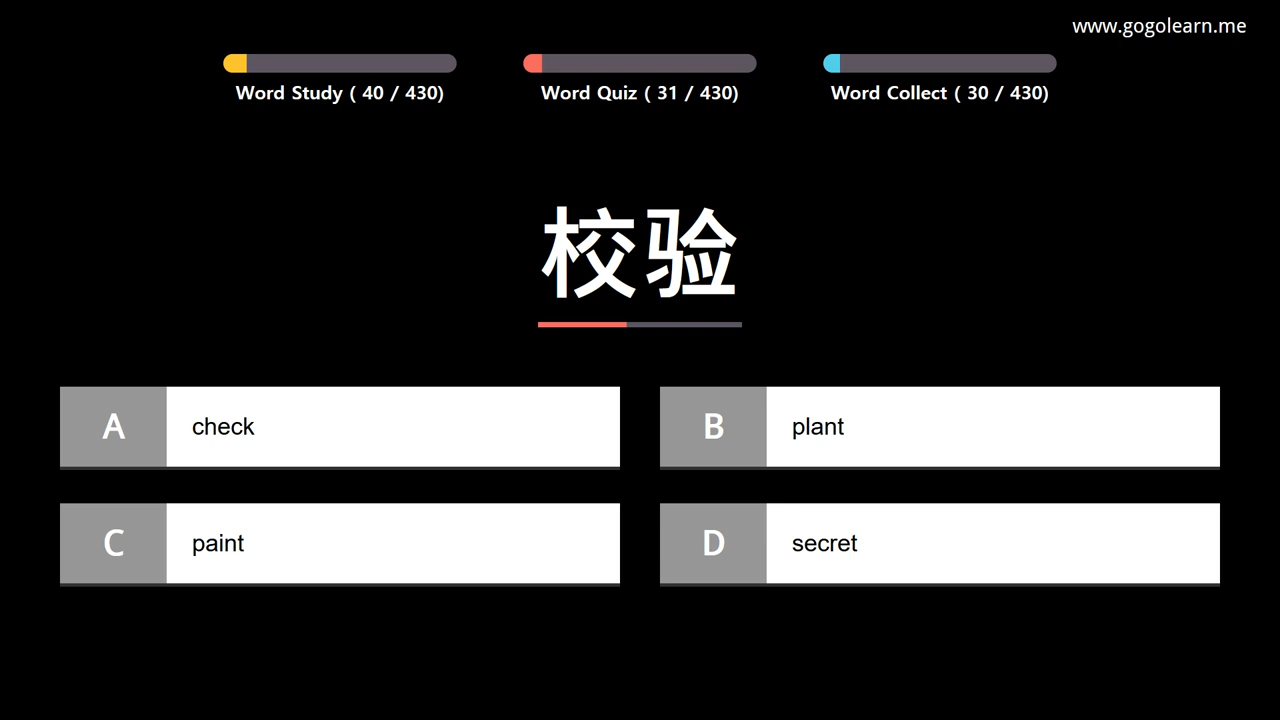 www.gogolearn.me
Word Study ( 40 / 430)
Word Quiz ( 31 / 430)
Word Collect ( 30 / 430)
校验
A check
B plant
C paint
D secret